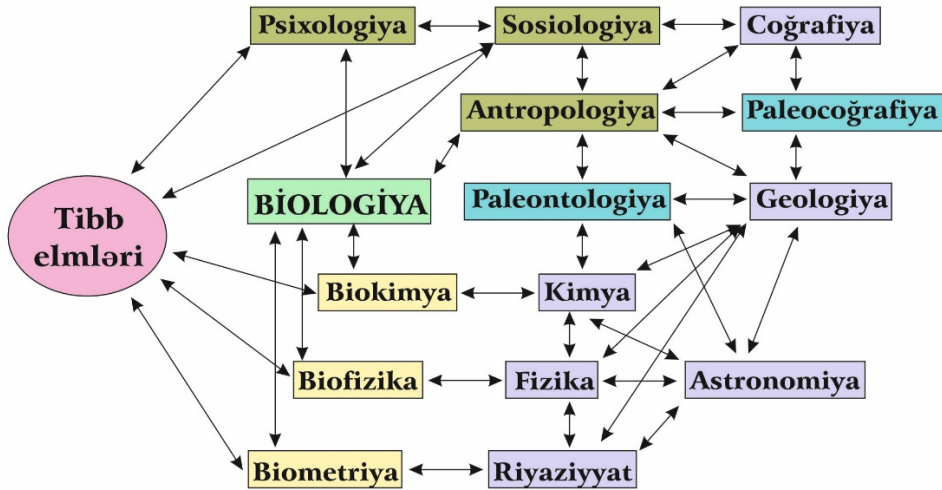 Psixologiya
Sosiologiya
Coğrafiya
Antropologiya
Paleocoğrafiya
BİOLOGİYA
Paleontologiya
Geologiya
Tibb
elmləri
Biokimya
Kimya
Biofizika
Fizika
Astronomiya
Biometriya
Riyaziyyat